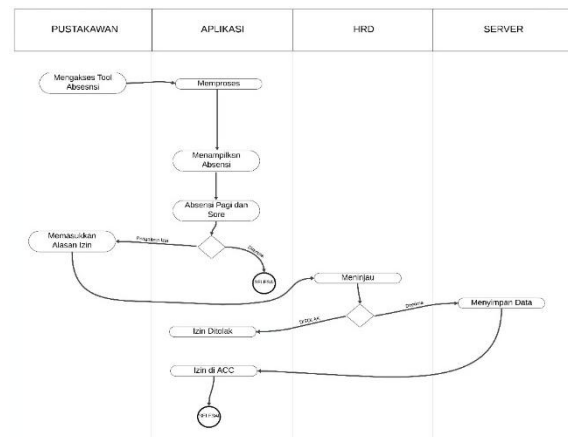 PUSTAKAWAN
APLIKASI
HRD
SERVER
Mengakses Tool
Absesnsi
Memproses
Menampilkan
Absensi
Absensi Pagi dan
Sore
Memasukkan
Alasan Izin
Meninjau
Menyimpan Data
Izin Ditolak
Izin di ACC